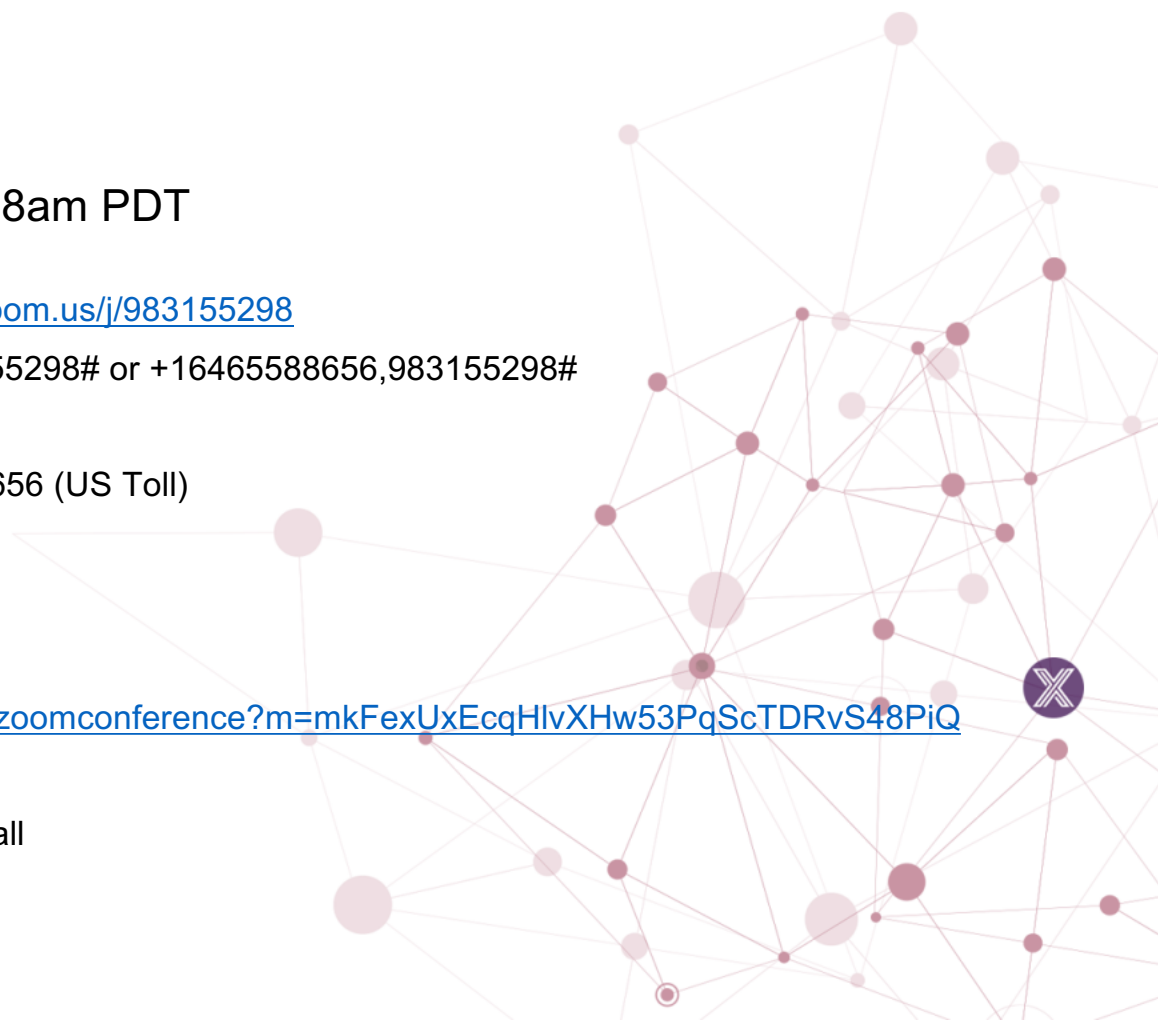 8am PDT
oom.us/j/983155298
55298# or +16465588656,983155298#
656 (US Toll)
zoomconference?m=mkFexUxEcqHlvXHw53PqScTDRvS48PiQ
all